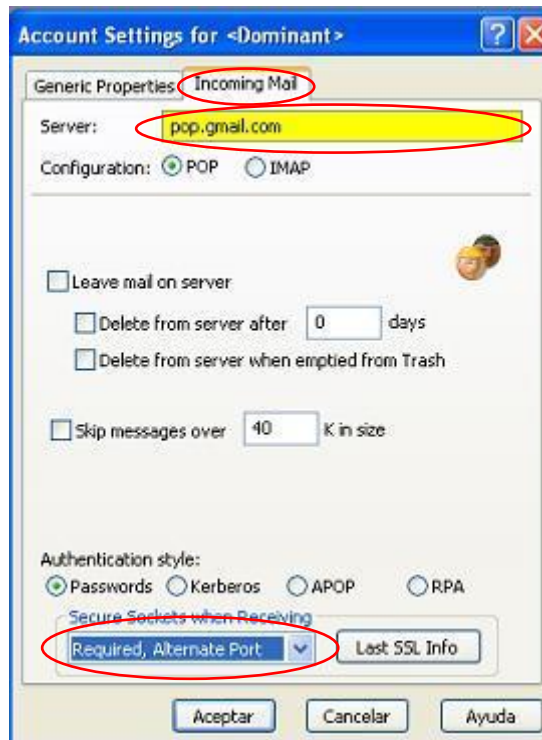 Account Settings for <Dominant>
Generic Properties Incoming Mail
Server: pop.gmail.com
Configuration: POP IMAP
Leave mail on server
Delete from server after 0 days
Delete from server when emptied from Trash
Skip messages over 40 K in size
Authentication style:
Passwords Kerberos APOP RPA
Secure Sockets when Receiving
Required, Alternate Port Last SSL Info
Aceptar Cancelar Ayuda